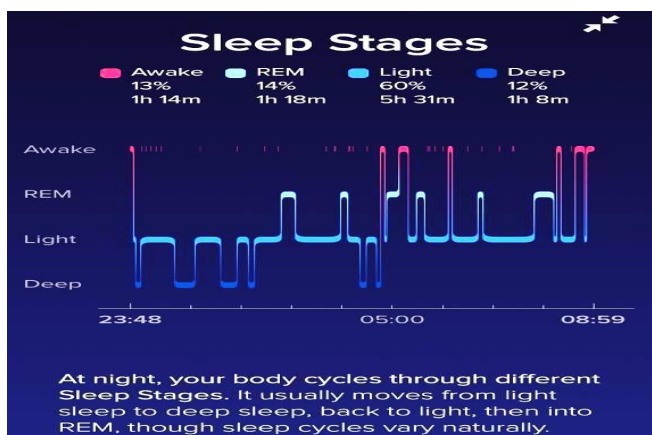 Sleep Stages
Awake REM Light Deep
13% 14% 60% 12%
1h 14m 1h 18m 5h 31m 1h 8m
Awake
REM
Light
Deep
23:48 05:00 08:59
At night, your body cycles through different
Sleep Stages. It usually moves from light
sleep to deep sleep, back to light, then into
REM, though sleep cycles vary naturally.